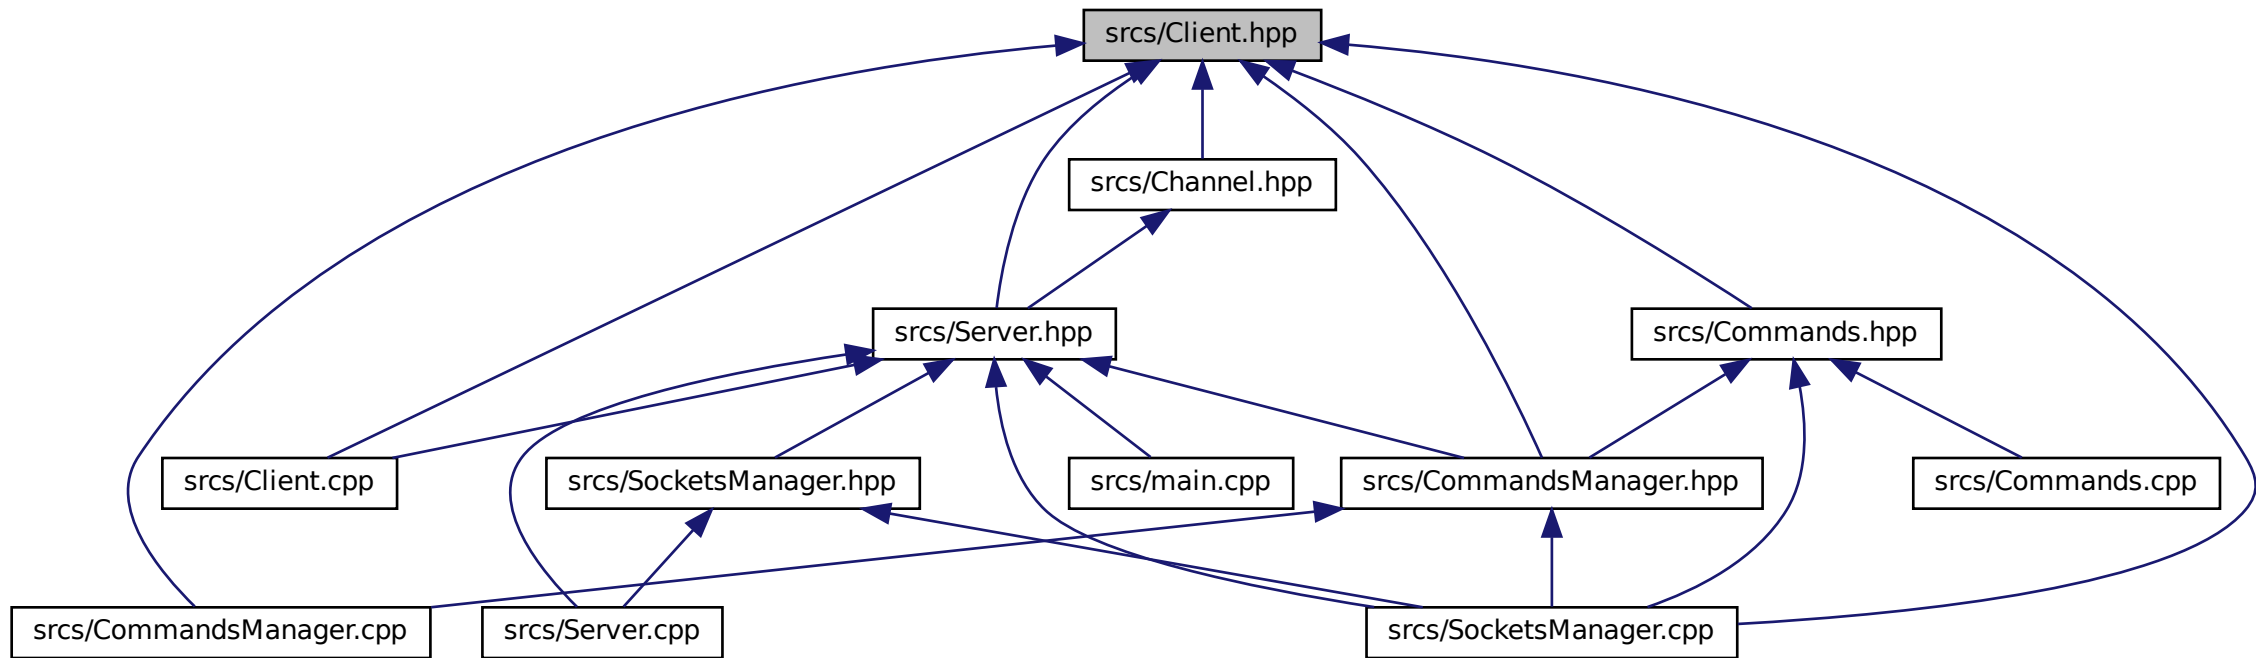 srcs/Client.hpp
srcs/Channel.hpp
srcs/Server.hpp
srcs/Commands.hpp
srcs/Client.cpp
srcs/SocketsManager.hpp
srcs/main.cpp
srcs/CommandsManager.hpp
srcs/Commands.cpp
srcs/CommandsManager.cpp
srcs/Server.cpp
srcs/SocketsManager.cpp